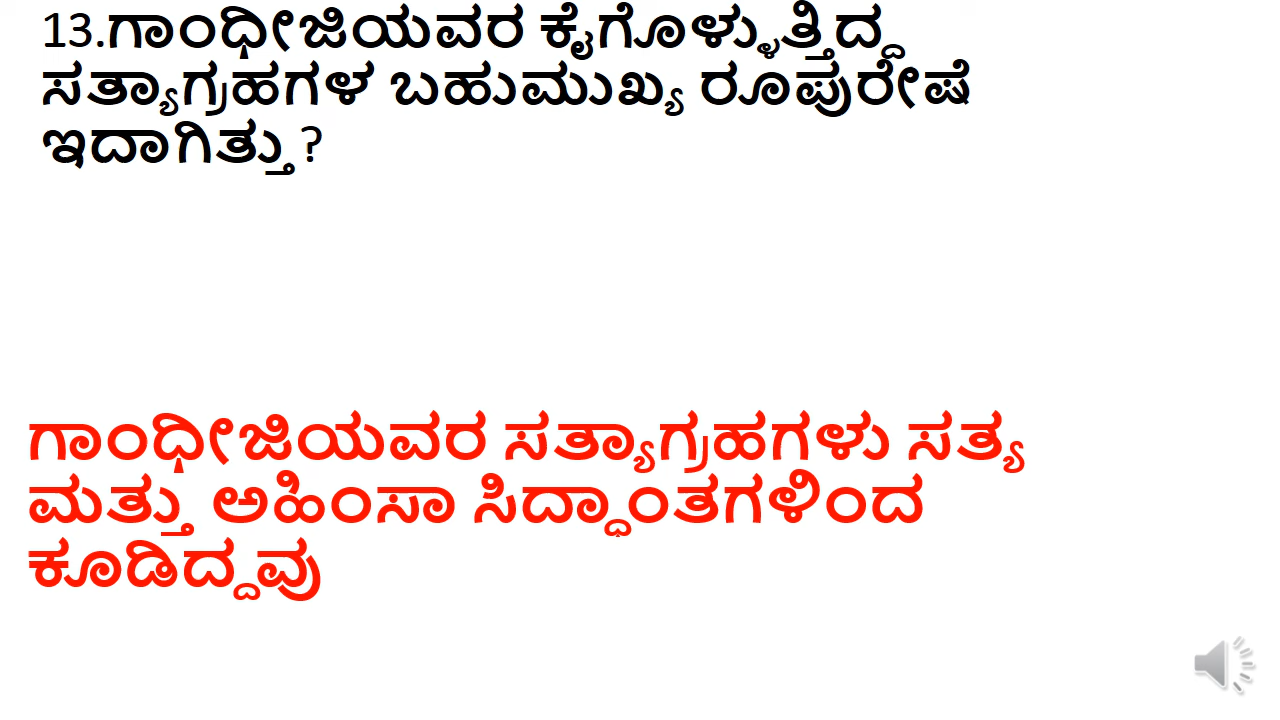 13.ಗಾಂಧೀಜಿಯವರ ಕೈಗೊಳ್ಳುತ್ತಿದ್ದ
ಸತ್ಯಾಗ್ರಹಗಳ ಬಹುಮುಖ್ಯ ರೂಪುರೇಷೆ
ಇದಾಗಿತ್ತು?
ಗಾಂಧೀಜಿಯವರ ಸತ್ಯಾಗ್ರಹಗಳು ಸತ್ಯ
ಮತ್ತು ಅಹಿಂಸಾ ಸಿದ್ಧಾಂತಗಳಿಂದ
ಕೂಡಿದ್ದವು